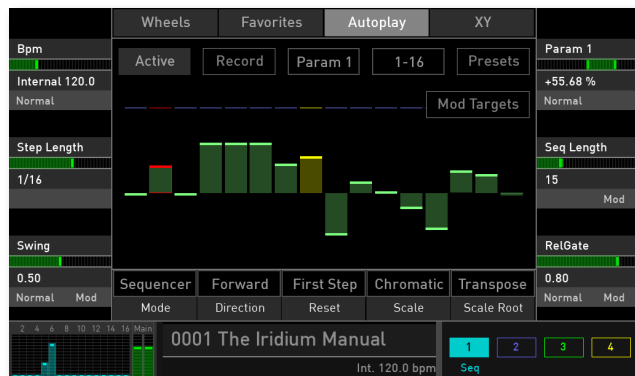 Wheels Favorites Autoplay XY
Bpm
Internal 120.0
Normal
Active Record Param 1 1-16 Presets
Param 1
+55.68 %
Normal
Mod Targets
Step Length
1/16
Seq Length
15
Mod
Swing
0.50
Normal Mod
RelGate
0.80
Normal Mod
Sequencer Forward First Step Chromatic Transpose
Mode Direction Reset Scale Scale Root
2 4 6 8 10 12 14 16 Main
0001 The Iridium Manual
Int. 120.0 bpm
1 2 3 4
Seq